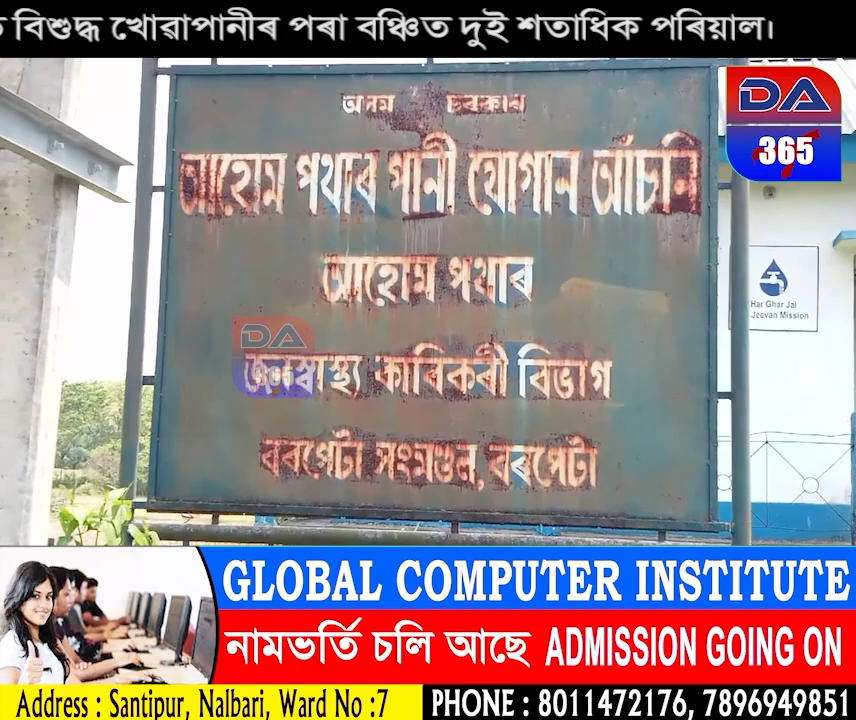 বিশুদ্ধ খোৱাপানীৰ পৰা বঞ্চিত দুই শতাধিক পৰিয়াল।
DA
365
অসম চৰকাৰ
আহোম পথাৰ পানী যোগান আঁচনি
আহোম পথাৰ
জনস্বাস্থ্য কাৰিকৰী বিভাগ
বৰপেটা সংমণ্ডল, বৰপেটা
Har Ghar Jal
Jeevan Mission
DA
GLOBAL COMPUTER INSTITUTE
নামভৰ্তি চলি আছে ADMISSION GOING ON
Address : Santipur, Nalbari, Ward No :7
PHONE : 8011472176, 7896949851